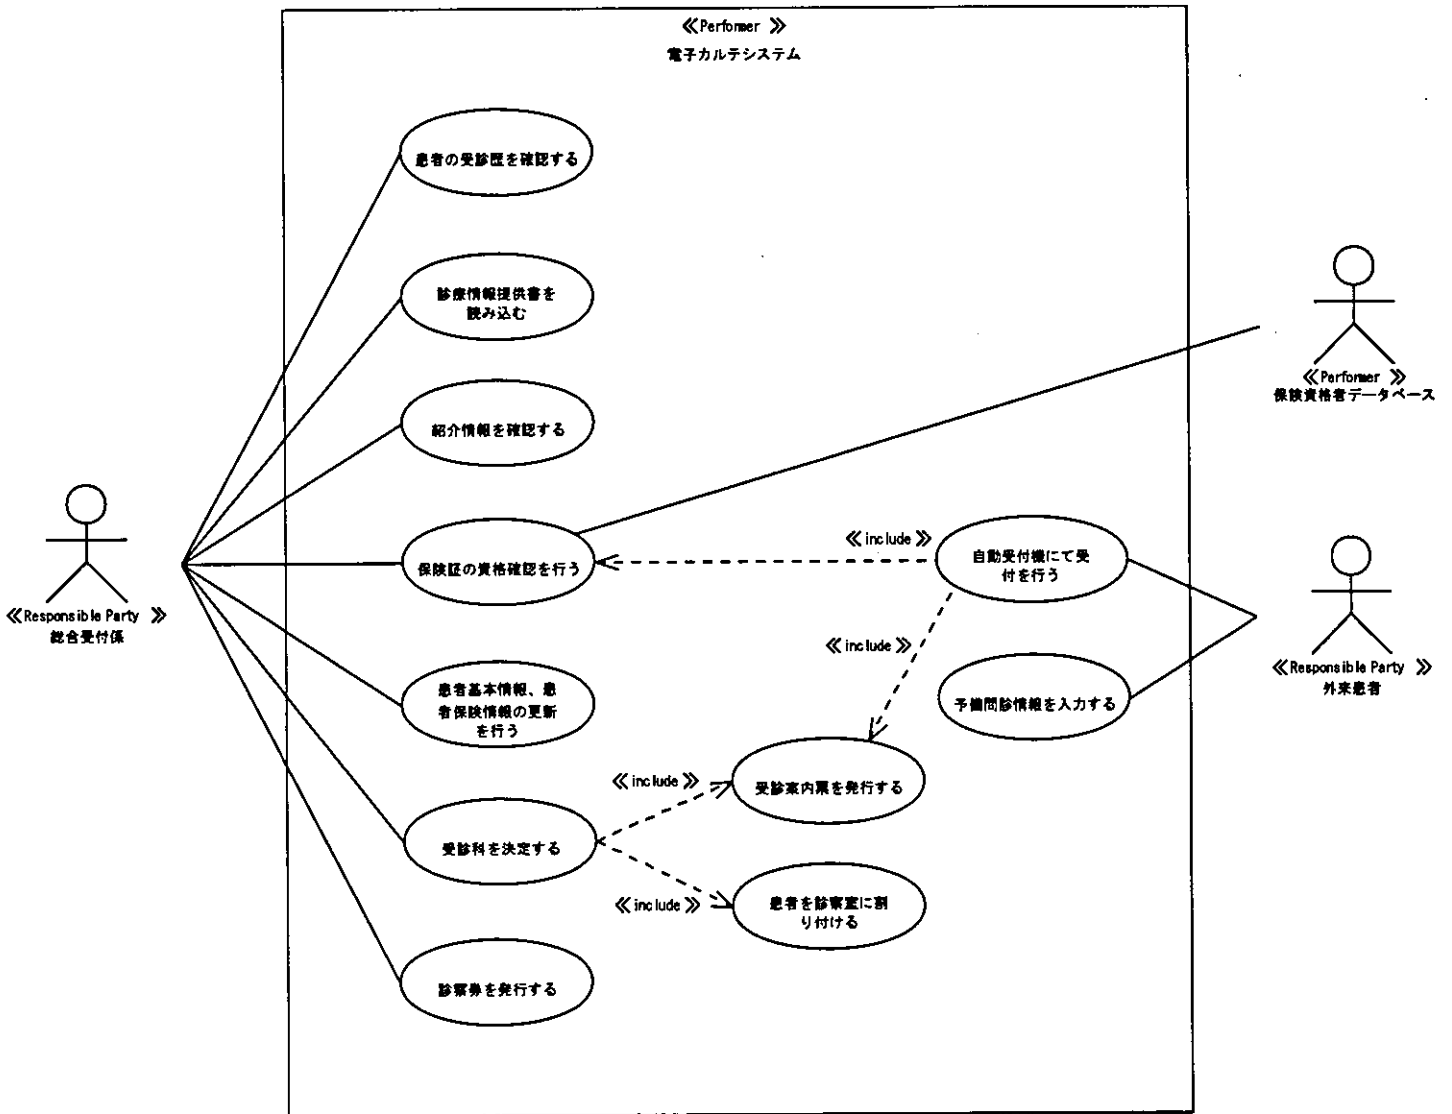 ≪Performer ≫
電子カルテシステム
患者の受診歴を確認する
診療情報提供書を
読み込む
≪Performer ≫
保険資格者データベース
紹介情報を確認する
≪Responsible Party ≫
総合受付係
保険証の資格確認を行う
≪include ≫
自動受付機にて受
付を行う
≪include ≫
≪Responsible Party ≫
外来患者
患者基本情報、患
者保険情報の更新
を行う
予備問診情報を入力する
≪include ≫
受診案内票を発行する
受診科を決定する
≪include ≫
患者を診察室に割
り付ける
診察券を発行する